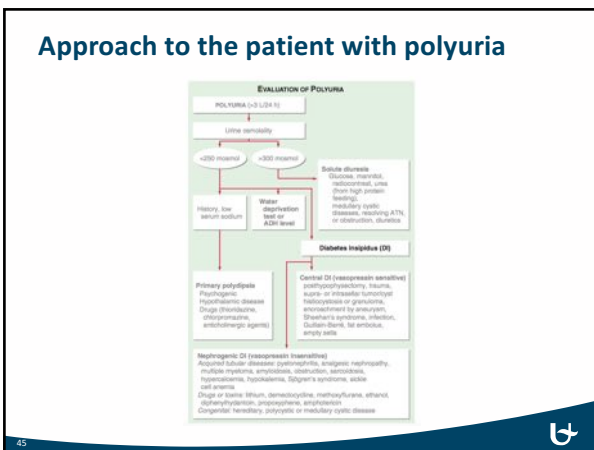 Approach to the patient with polyuria
EVALUATION OF POLYURIA
POLYURIA (>3 L/24 h)
Urine osmolality
<250 mosmol
>300 mosmol
Solute diuresis
Glucose, mannitol,
radiocontrast, urea
(from high protein
feeding),
medullary cystic
diseases, resolving ATN,
or obstruction, diuretics
History, low
serum sodium
Water
deprivation
test or
ADH level
Diabetes Insipidus (DI)
Primary polydipsia
Psychogenic
Hypothalamic disease
Drugs (thioridazine,
chlorpromazine,
anticholinergic agents)
Central DI (vasopressin sensitive)
posthypophysectomy, trauma,
supra- or intrasellar tumor/cyst
histiocytosis or granuloma,
encroachment by aneurysm,
Sheehan's syndrome, infection,
Guillain-Barré, fat embolus,
empty sella
Nephrogenic DI (vasopressin insensitive)
Acquired tubular diseases: pyelonephritis, analgesic nephropathy,
multiple myeloma, amyloidosis, obstruction, sarcoidosis,
hypercalcemia, hypokalemia, Sjögren's syndrome, sickle
cell anemia
Drugs or toxins: lithium, demeclocycline, methoxyflurane, ethanol,
diphenylhydantoin, propoxyphene, amphotericin
Congenital: hereditary, polycystic or medullary cystic disease
45